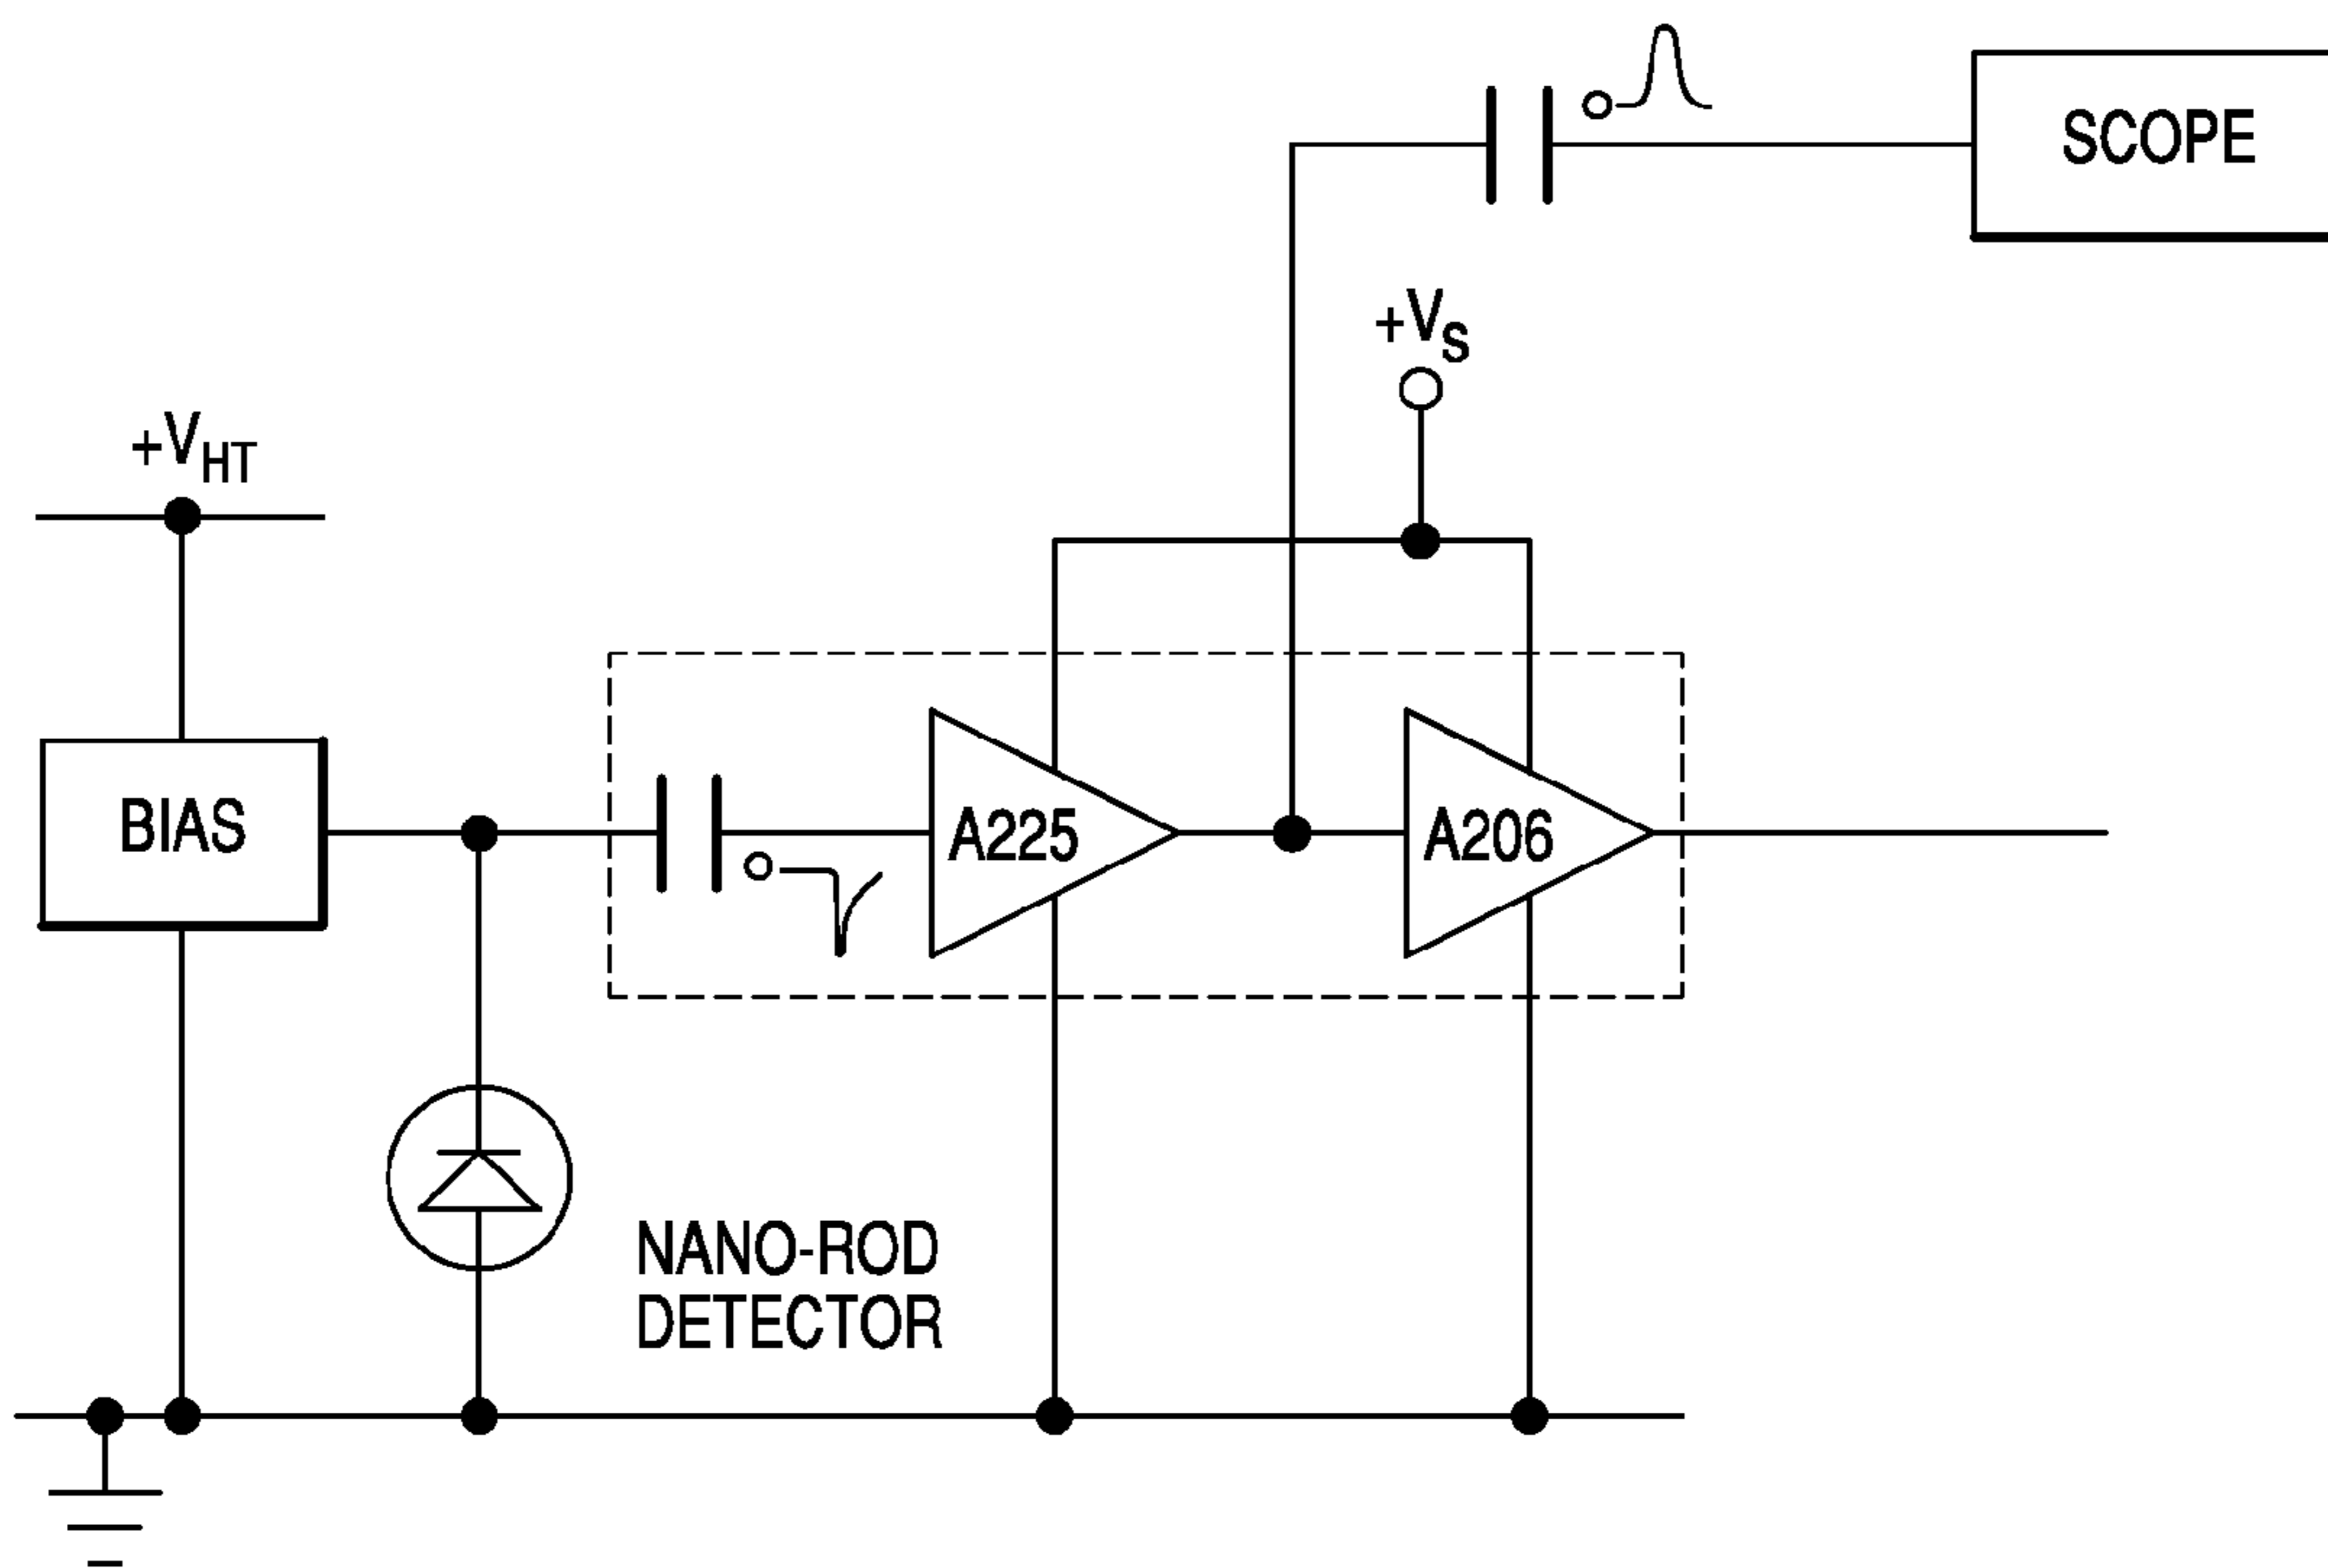 SCOPE
+VS
+VHT
BIAS
A225
A206
NANO-ROD
DETECTOR